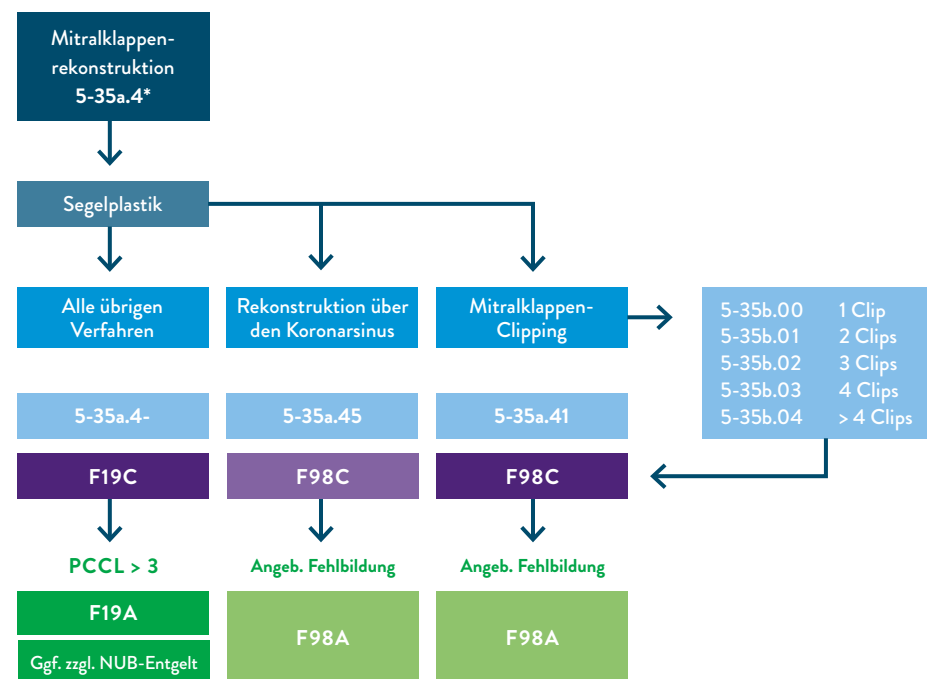 Mitralklappen-
rekonstruktion
5-35a.4*
Segelplastik
Alle übrigen
Verfahren
Rekonstruktion über
den Koronarsinus
Mitralklappen-
Clipping
5-35b.00 1 Clip
5-35b.01 2 Clips
5-35b.02 3 Clips
5-35b.03 4 Clips
5-35b.04 > 4 Clips
5-35a.4-
5-35a.45
5-35a.41
F19C
F98C
F98C
PCCL > 3
Angeb. Fehlbildung
Angeb. Fehlbildung
F19A
Ggf. zzgl. NUB-Entgelt
F98A
F98A